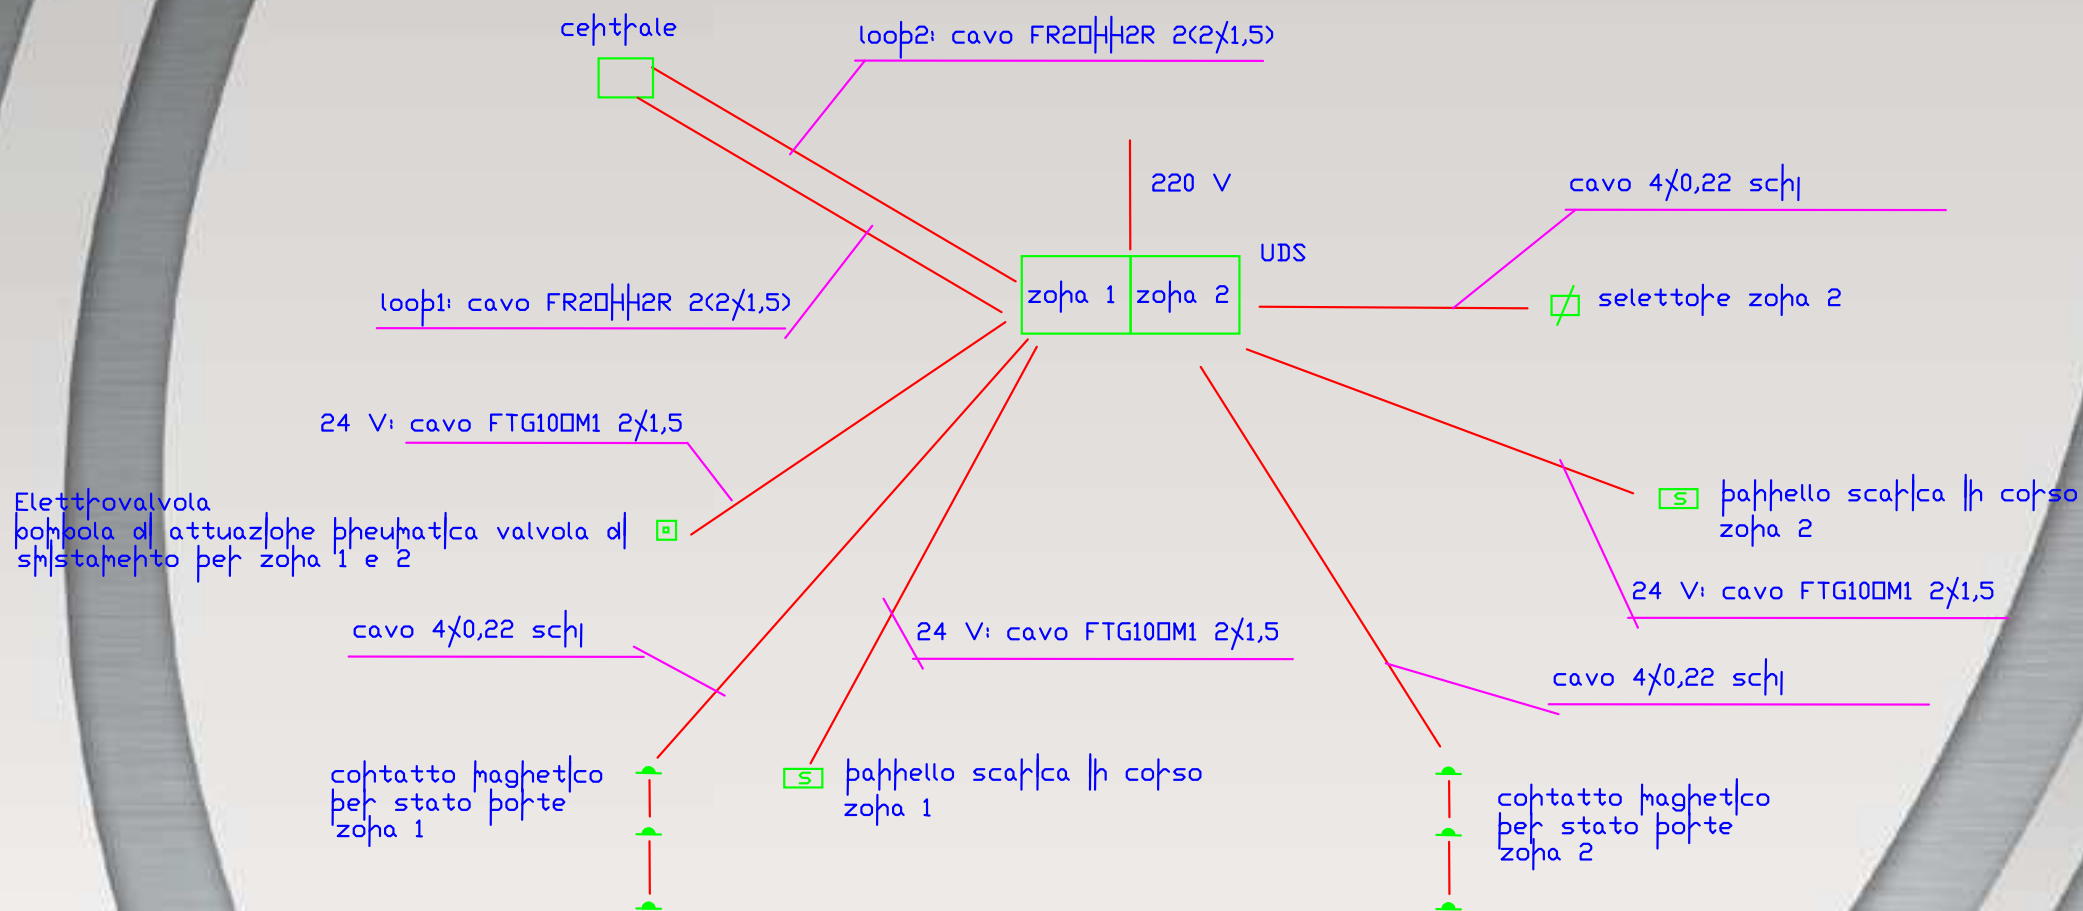 centrale
loop2: cavo FR2OHH2R 2(2x1,5)
220 V
cavo 4x0,22 sch
UDS
zona 1
zona 2
selettore zona 2
loop1: cavo FR2OHH2R 2(2x1,5)
24 V: cavo FTG10OM1 2x1,5
Elettrovalvola
bombola di attuazione pneumatica valvola di
smistamento per zona 1 e 2
S
pannello scarica in corso
zona 2
24 V: cavo FTG10OM1 2x1,5
cavo 4x0,22 sch
24 V: cavo FTG10OM1 2x1,5
cavo 4x0,22 sch
contatto magnetico
per stato porte
zona 1
S
pannello scarica in corso
zona 1
contatto magnetico
per stato porte
zona 2